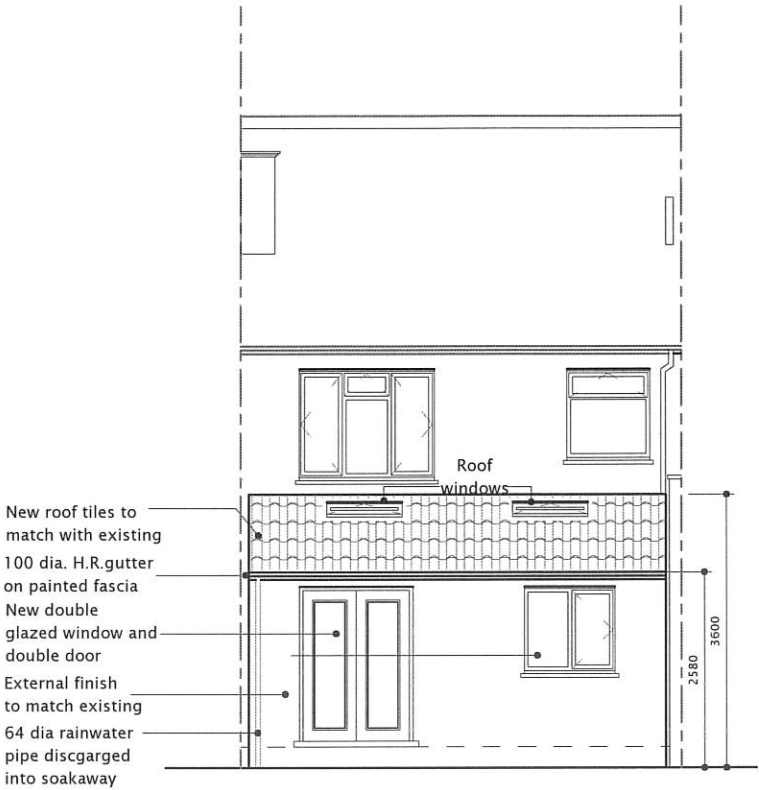 Roof
windows
New roof tiles to
match with existing
100 dia. H.R.gutter
on painted fascia
New double
glazed window and
double door
External finish
to match existing
64 dia rainwater
pipe discgarged
into soakaway
2580
3600